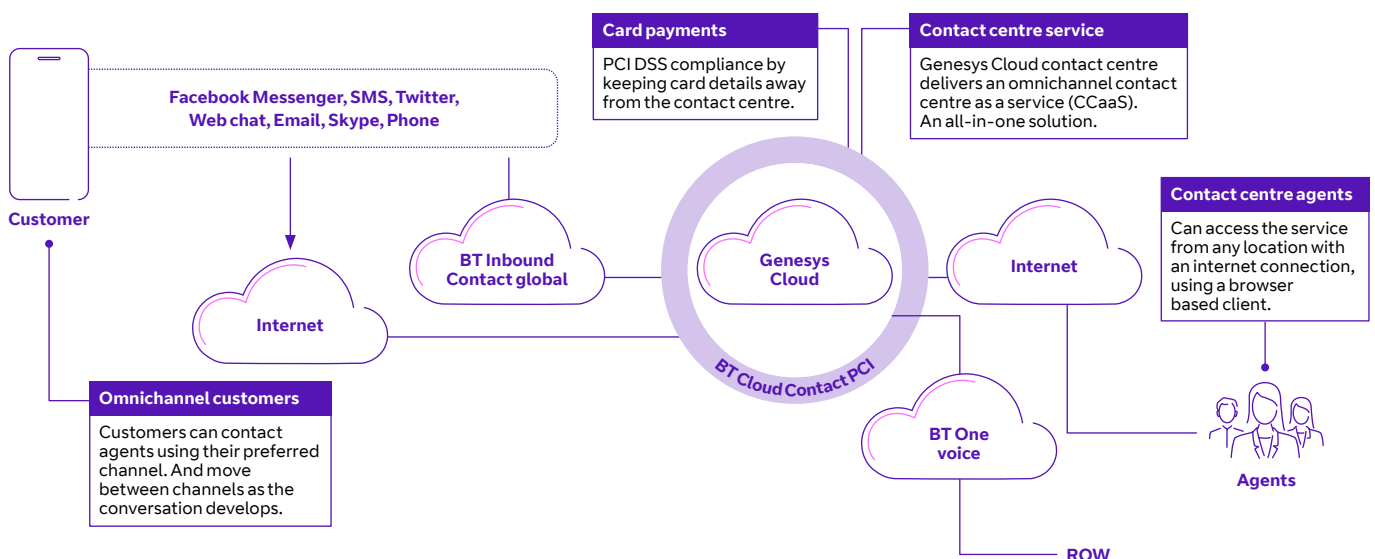 Card payments
PCI DSS compliance by
keeping card details away
from the contact centre.
Contact centre service
Genesys Cloud contact centre
delivers an omnichannel contact
centre as a service (CCaaS).
An all-in-one solution.
Facebook Messenger, SMS, Twitter,
Web chat, Email, Skype, Phone
Customer
Contact centre agents
Can access the service
from any location with
an internet connection,
using a browser
based client.
BT Inbound
Contact global
Genesys
Cloud
Internet
Internet
BT Cloud Contact PCI
Omnichannel customers
Customers can contact
agents using their preferred
channel. And move
between channels as the
conversation develops.
BT One
voice
Agents
ROW